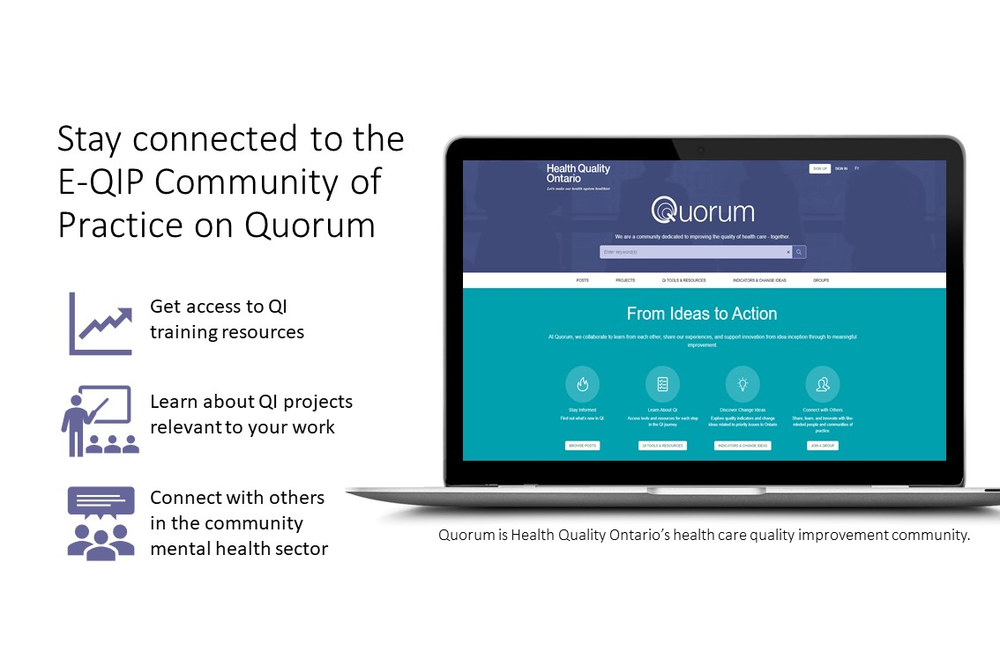 Stay connected to the
E-QIP Community of
Practice on Quorum
Get access to QI
training resources
Learn about QI projects
relevant to your work
Connect with others
in the community
mental health sector
Health Quality
Ontario
Let's make our health system healthier
SIGN UP
SIGN IN
Fr
Quorum
We are a community dedicated to improving the quality of health care - together.
Enter keyword(s)
POSTS
PROJECTS
QI TOOLS & RESOURCES
INDICATORS & CHANGE IDEAS
GROUPS
From Ideas to Action
At Quorum, we collaborate to learn from each other, share our experiences, and support innovation from idea inception through to meaningful
improvement.
Stay Informed
Find out what's new in QI.
BROWSE POSTS
Learn About QI
Access tools and resources for each step
in the QI journey
QI TOOLS & RESOURCES
Discover Change Ideas
Explore quality indicators and change
ideas related to priority issues in Ontario
INDICATORS & CHANGE IDEAS
Connect with Others
Share, learn, and innovate with like-
minded people and communities of
practice
JOIN A GROUP
Quorum is Health Quality Ontario’s health care quality improvement community.